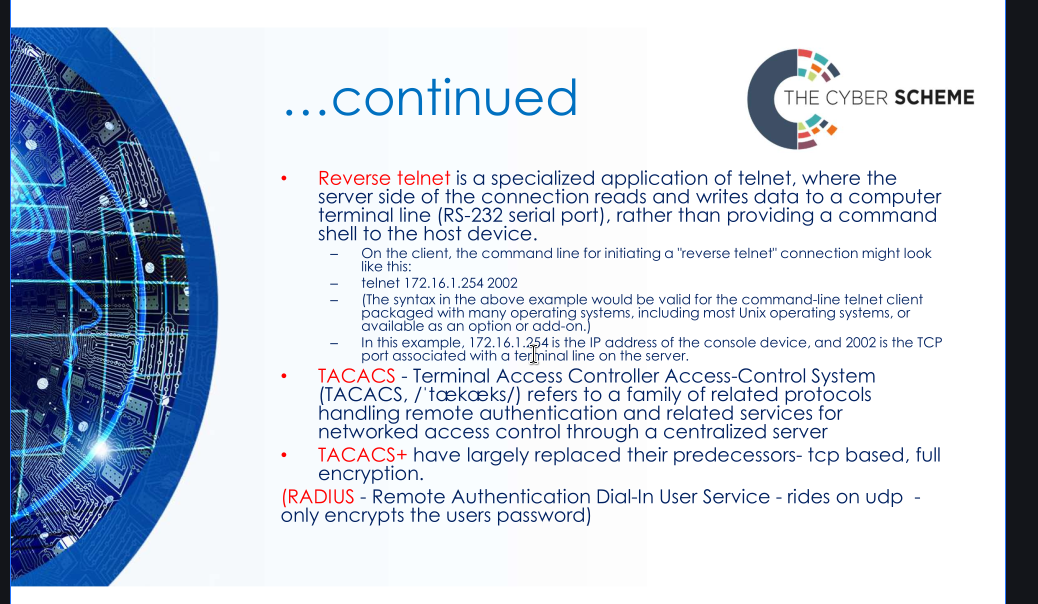 ...continued
THE CYBER SCHEME
• Reverse telnet is a specialized application of telnet, where the
server side of the connection reads and writes data to a computer
terminal line (RS-232 serial port), rather than providing a command
shell to the host device.
– On the client, the command line for initiating a "reverse telnet" connection might look
like this:
– telnet 172.16.1.254 2002
– (The syntax in the above example would be valid for the command-line telnet client
packaged with many operating systems, including most Unix operating systems, or
available as an option or add-on.)
– In this example, 172.16.1.254 is the IP address of the console device, and 2002 is the TCP
port associated with a terminal line on the server.
• TACACS - Terminal Access Controller Access-Control System
(TACACS, /ˈtækæks/) refers to a family of related protocols
handling remote authentication and related services for
networked access control through a centralized server
• TACACS+ have largely replaced their predecessors- tcp based, full
encryption.
(RADIUS - Remote Authentication Dial-In User Service - rides on udp -
only encrypts the users password)